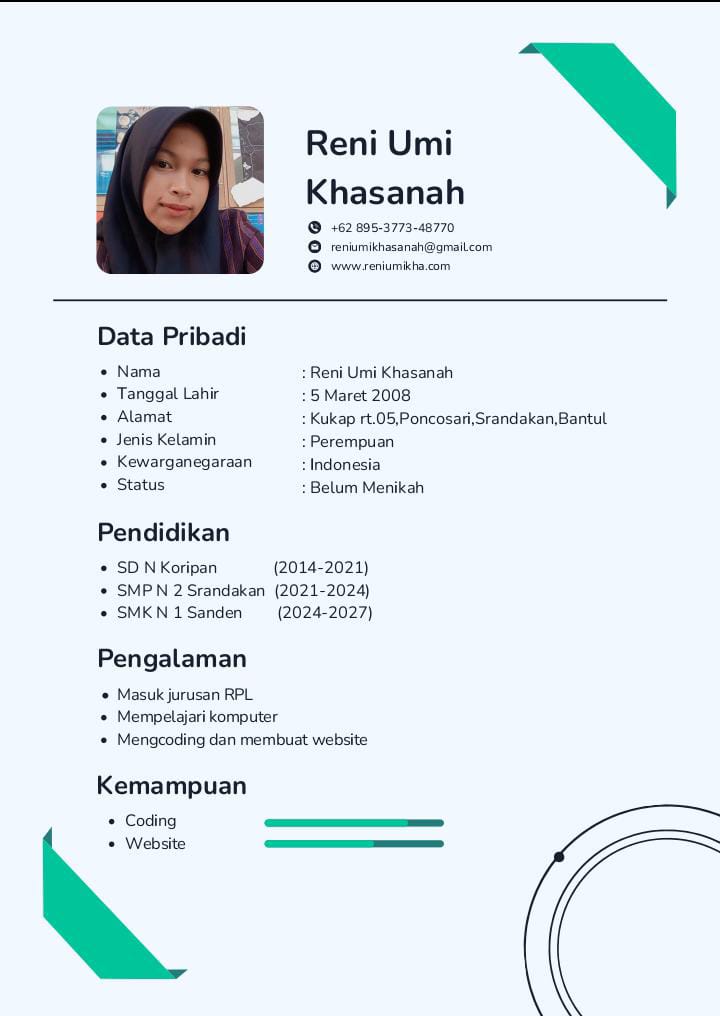 Reni Umi
Khasanah
+62 895-3773-48770
reniumikhasanah@gmail.com
www.reniumikha.com
Data Pribadi
• Nama : Reni Umi Khasanah
• Tanggal Lahir : 5 Maret 2008
• Alamat : Kukap rt.05,Poncosari,Srandakan,Bantul
• Jenis Kelamin : Perempuan
• Kewarganegaraan : Indonesia
• Status : Belum Menikah
Pendidikan
• SD N Koripan (2014-2021)
• SMP N 2 Srandakan (2021-2024)
• SMK N 1 Sanden (2024-2027)
Pengalaman
• Masuk jurusan RPL
• Mempelajari komputer
• Mengcoding dan membuat website
Kemampuan
• Coding
• Website